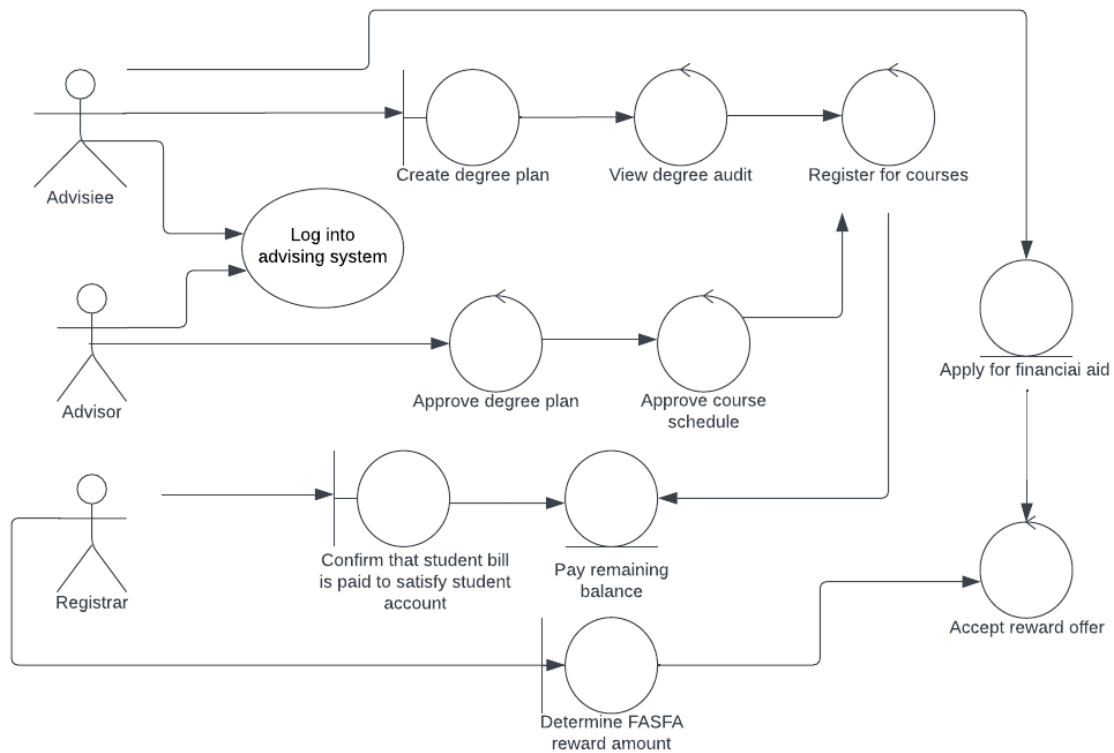 Create degree plan
View degree audit
Register for courses
Advisiee
Log into
advising system
Apply for financiai aid
Approve degree plan
Approve course
schedule
Advisor
Confirm that student bill
is paid to satisfy student
account
Pay remaining
balance
Registrar
Accept reward offer
Determine FASFA
reward amount